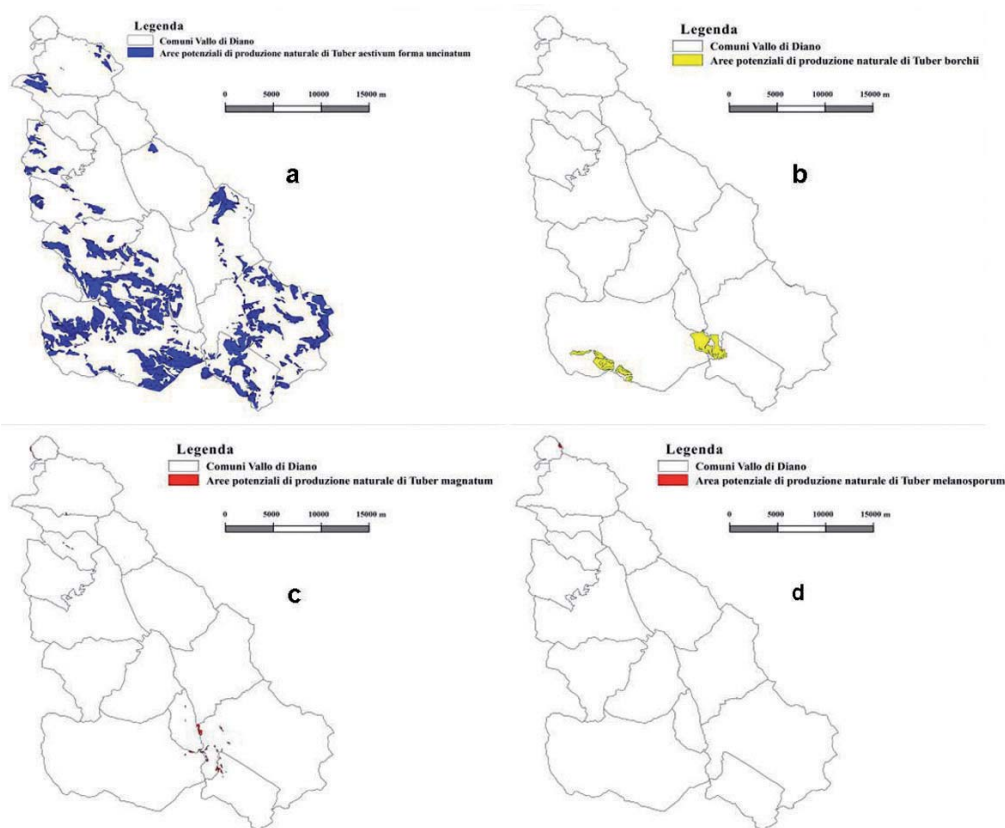 Legenda
Comuni Vallo di Diano
Aree potenziali di produzione naturale di Tuber aestivum forma uncinatum
0 5000 10000 15000 m
a
Legenda
Comuni Vallo di Diano
Aree potenziali di produzione naturale di Tuber borchii
0 5000 10000 15000 m
b
Legenda
Comuni Vallo di Diano
Aree potenziali di produzione naturale di Tuber magnatum
0 5000 10000 15000 m
c
Legenda
Comuni Vallo di Diano
Area potenziale di produzione naturale di Tuber melanosporum
0 5000 10000 15000 m
d